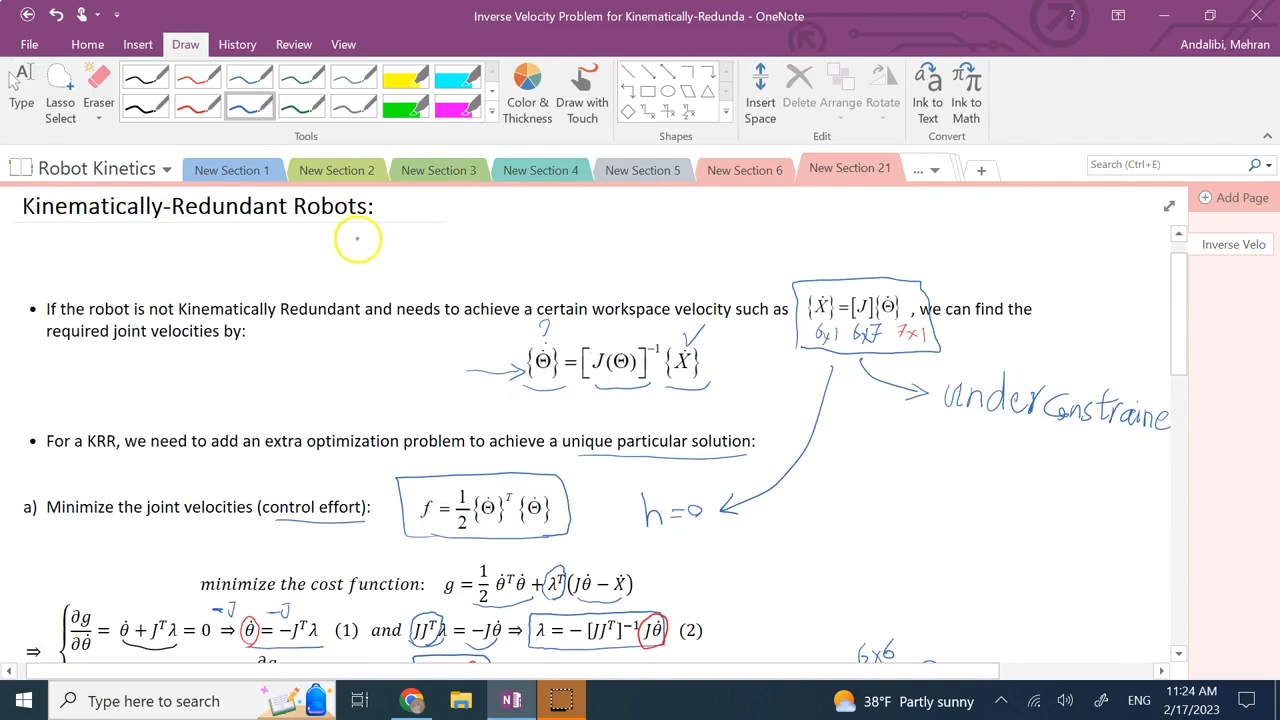 Inverse Velocity Problem for Kinematically-Redunda - OneNote
File Home Insert Draw History Review View
Andalibi, Mehran
Type
Lasso Select
Eraser
Color & Thickness
Draw with Touch
Insert Space
Delete
Arrange
Rotate
Ink to Text
Ink to Math
Tools
Shapes
Edit
Convert
Robot Kinetics
New Section 1
New Section 2
New Section 3
New Section 4
New Section 5
New Section 6
New Section 21
...
Search (Ctrl+E)
Add Page
Inverse Velo
Kinematically-Redundant Robots:
• If the robot is not Kinematically Redundant and needs to achieve a certain workspace velocity such as {Ẋ} = [J]{Θ̇} , we can find the
6x1 6x7 7x1
required joint velocities by:
? ✓
{Θ̇} = [J(Θ)]⁻¹ {Ẋ}
underconstraine
• For a KRR, we need to add an extra optimization problem to achieve a unique particular solution:
a) Minimize the joint velocities (control effort): f = 1/2 {Θ̇}ᵀ {Θ̇}
h=0
minimize the cost function: g = 1/2 θ̇ᵀθ̇ + λᵀ(Jθ̇ − Ẋ)
-J -J
⇒ { ∂g/∂θ̇ = θ̇ + Jᵀλ = 0 ⇒ θ̇ = −Jᵀλ (1) and JJᵀλ = −Jθ̇ ⇒ λ = − [JJᵀ]⁻¹ Jθ̇ (2)
6x6
∂g
Type here to search
38°F Partly sunny
ENG
11:24 AM
2/17/2023